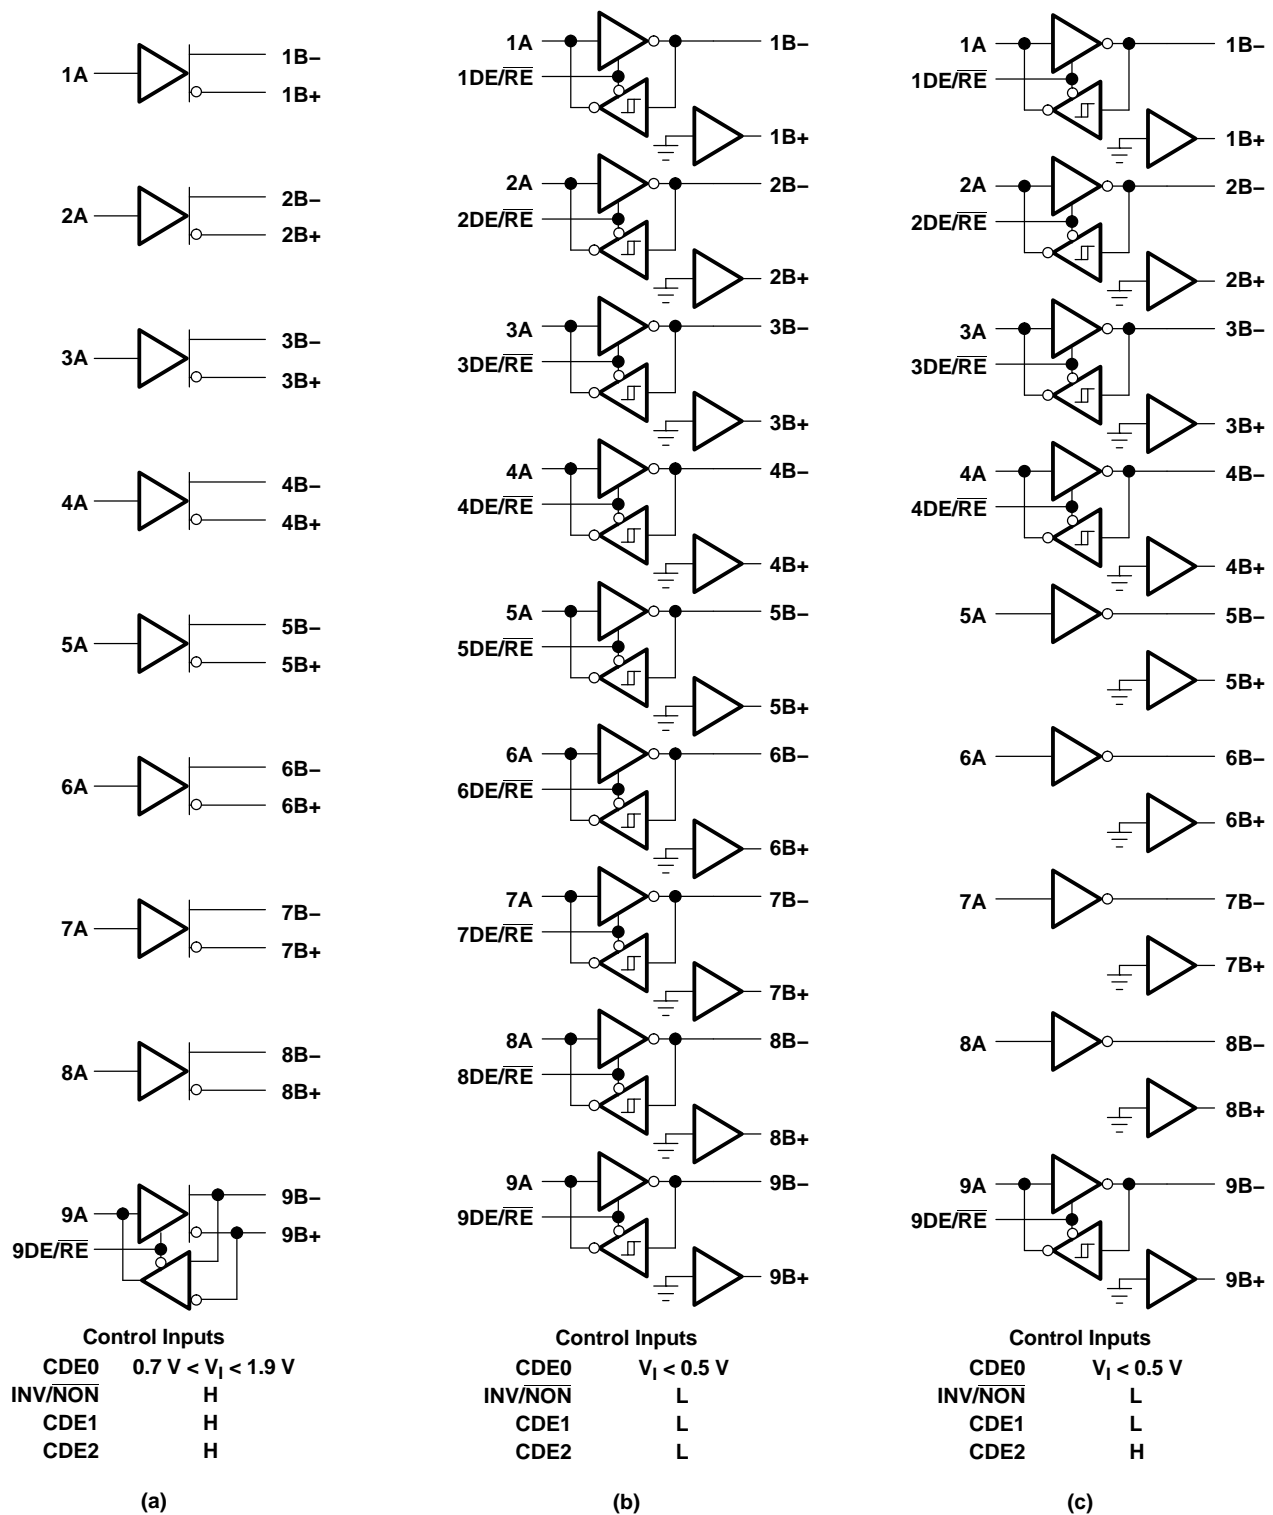 1A
1B–
1B+
2A
2B–
2B+
3A
3B–
3B+
4A
4B–
4B+
5A
5B–
5B+
6A
6B–
6B+
7A
7B–
7B+
8A
8B–
8B+
9A
9B–
9B+
9DE/RE
Control Inputs
CDE0 0.7 V < VI < 1.9 V
INV/NON H
CDE1 H
CDE2 H
(a)
1A
1B–
1DE/RE
1B+
2A
2B–
2DE/RE
2B+
3A
3B–
3DE/RE
3B+
4A
4B–
4DE/RE
4B+
5A
5B–
5DE/RE
5B+
6A
6B–
6DE/RE
6B+
7A
7B–
7DE/RE
7B+
8A
8B–
8DE/RE
8B+
9A
9B–
9DE/RE
9B+
Control Inputs
CDE0 VI < 0.5 V
INV/NON L
CDE1 L
CDE2 L
(b)
1A
1B–
1DE/RE
1B+
2A
2B–
2DE/RE
2B+
3A
3B–
3DE/RE
3B+
4A
4B–
4DE/RE
4B+
5A
5B–
5B+
6A
6B–
6B+
7A
7B–
7B+
8A
8B–
8B+
9A
9B–
9DE/RE
9B+
Control Inputs
CDE0 VI < 0.5 V
INV/NON L
CDE1 L
CDE2 H
(c)